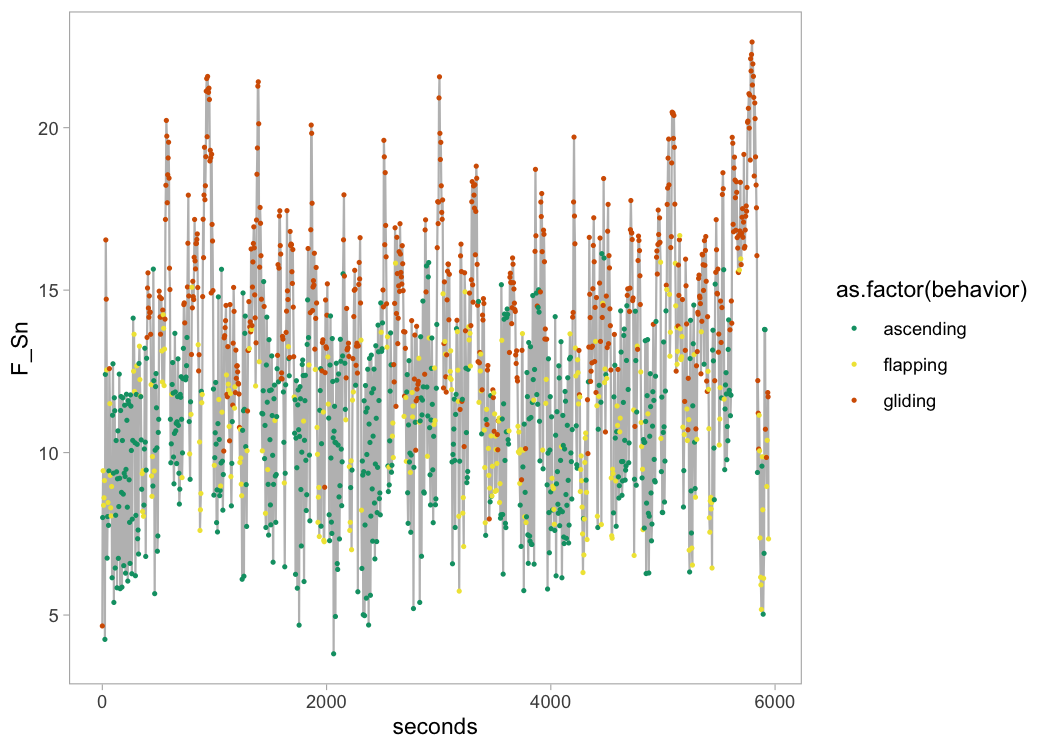 F_Sn
20
15
10
5
0
2000
4000
6000
seconds
as.factor(behavior)
ascending
flapping
gliding